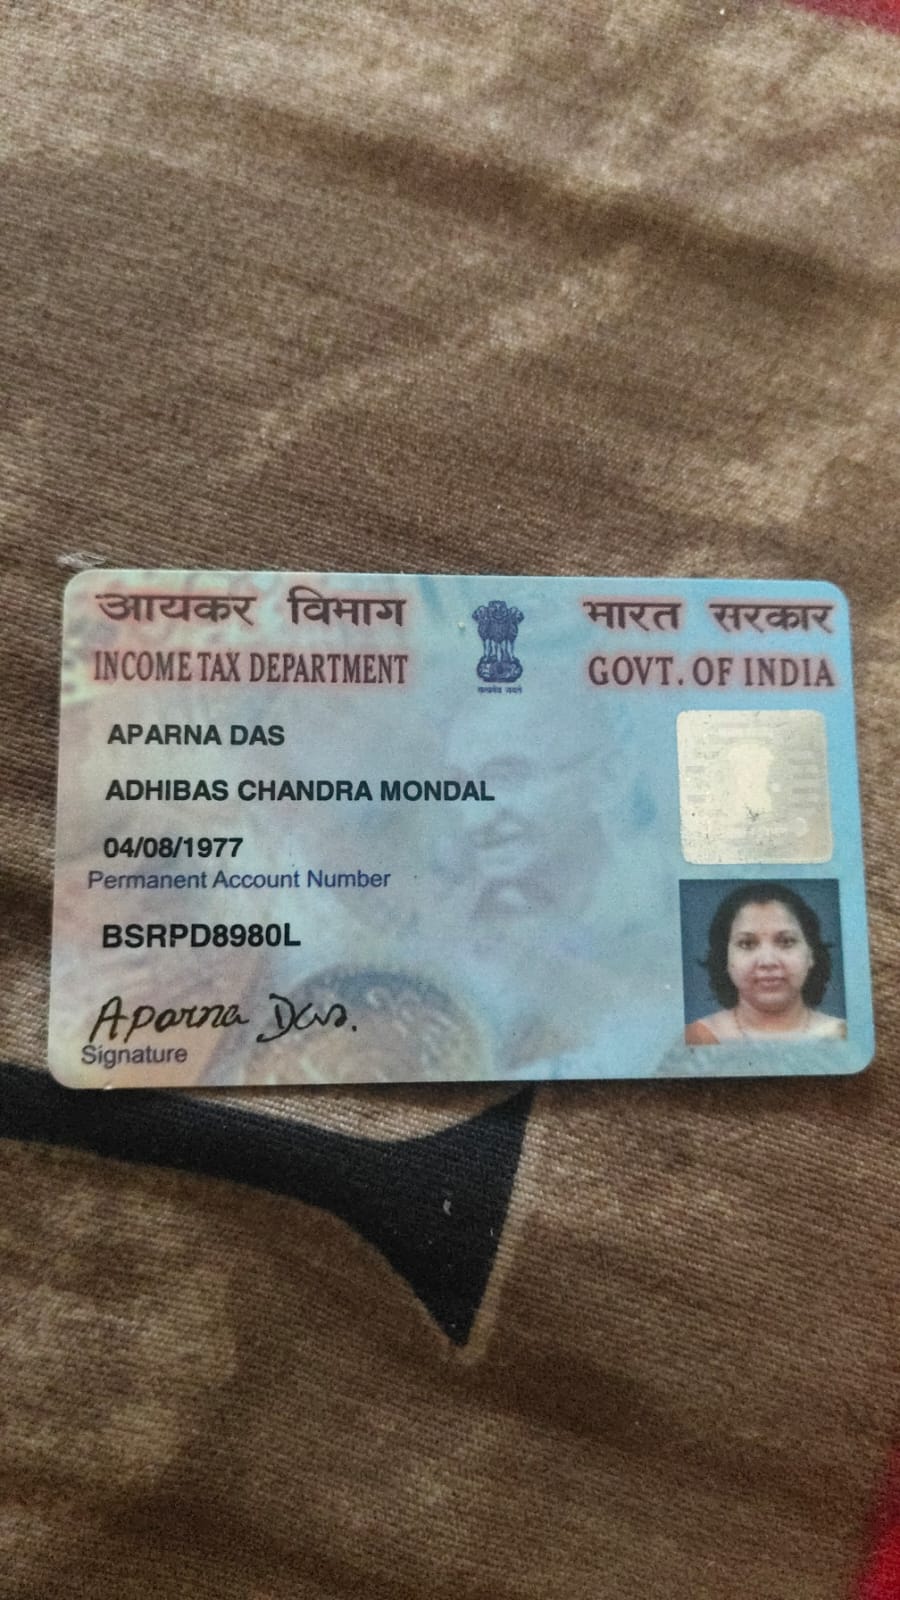 आयकर विभाग
INCOME TAX DEPARTMENT
सत्यमेव जयते
भारत सरकार
GOVT. OF INDIA
APARNA DAS
ADHIBAS CHANDRA MONDAL
04/08/1977
Permanent Account Number
BSRPD8980L
Aparna Das.
Signature